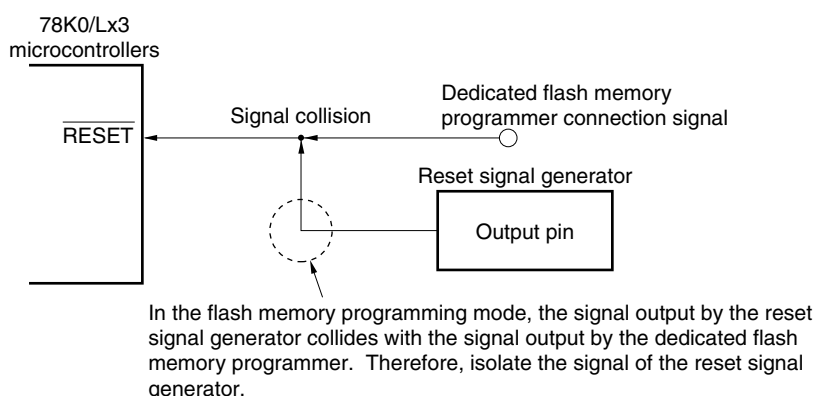 78K0/Lx3
microcontrollers
RESET
Signal collision
Dedicated flash memory
programmer connection signal
Reset signal generator
Output pin
In the flash memory programming mode, the signal output by the reset
signal generator collides with the signal output by the dedicated flash
memory programmer.  Therefore, isolate the signal of the reset signal
generator.